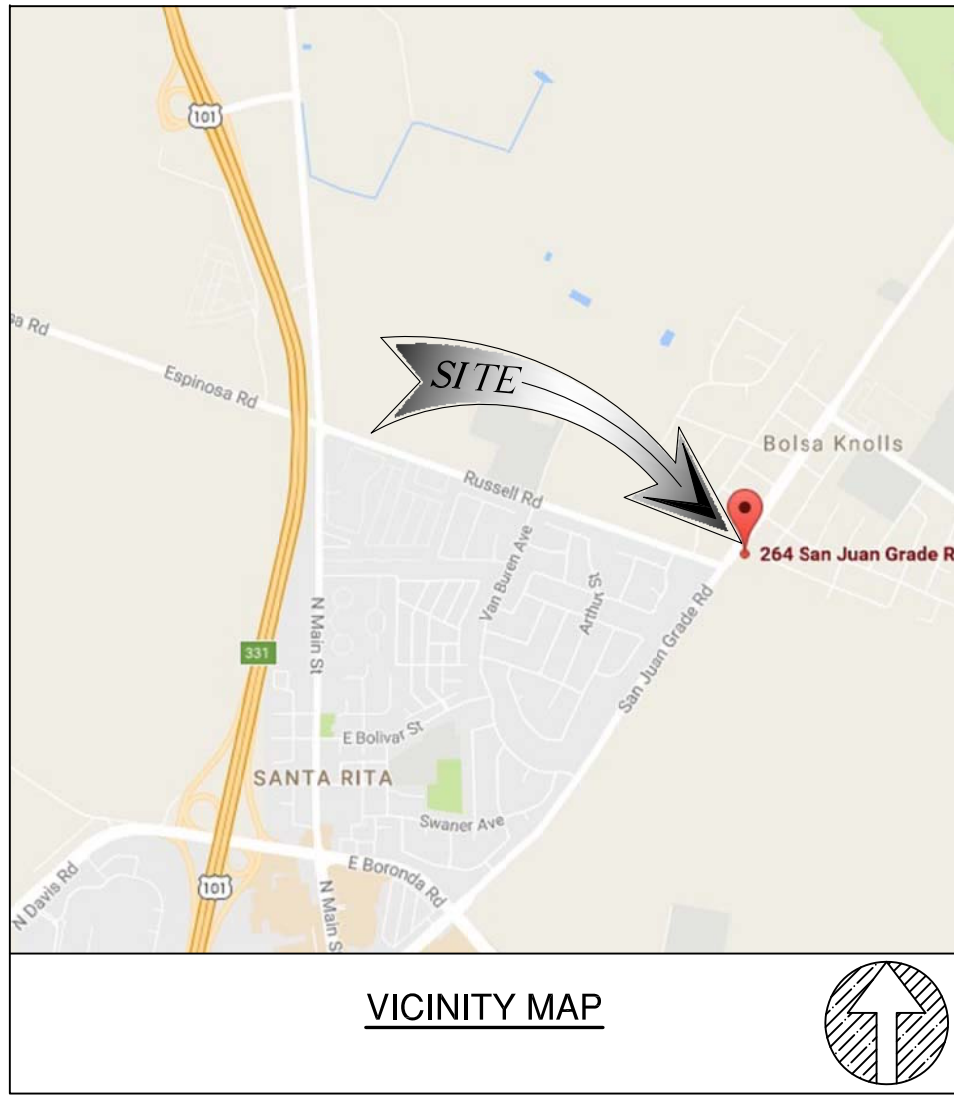 101
sa Rd
Espinosa Rd
SITE
Bolsa Knolls
Russell Rd
264 San Juan Grade R
Van Buren Ave
Arthur St
N Main St
San Juan Grade Rd
331
E Bolivar St
SANTA RITA
Swaner Ave
E Boronda Rd
101
N Davis Rd
N Main S
VICINITY MAP